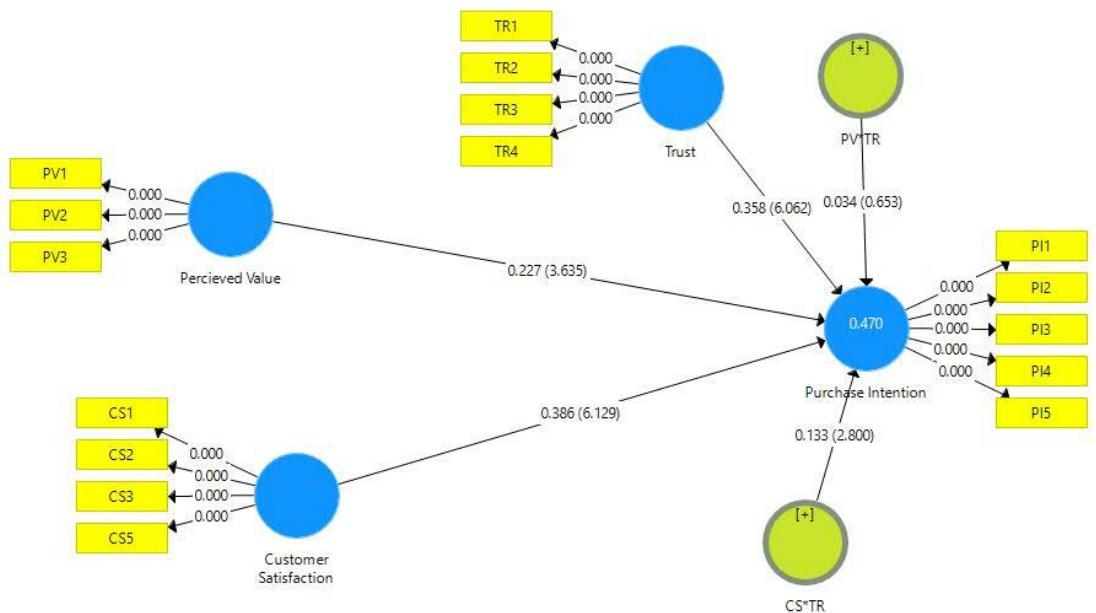 TR1
TR2
TR3
TR4
0.000
0.000
0.000
0.000
Trust
[+]
PV*TR
PV1
PV2
PV3
0.000
0.000
0.000
Percieved Value
0.358 (6.062)
0.034 (0.653)
0.227 (3.635)
0.470
Purchase Intention
0.000
0.000
0.000
0.000
0.000
PI1
PI2
PI3
PI4
PI5
CS1
CS2
CS3
CS5
0.000
0.000
0.000
0.000
Customer
Satisfaction
0.386 (6.129)
0.133 (2.800)
[+]
CS*TR